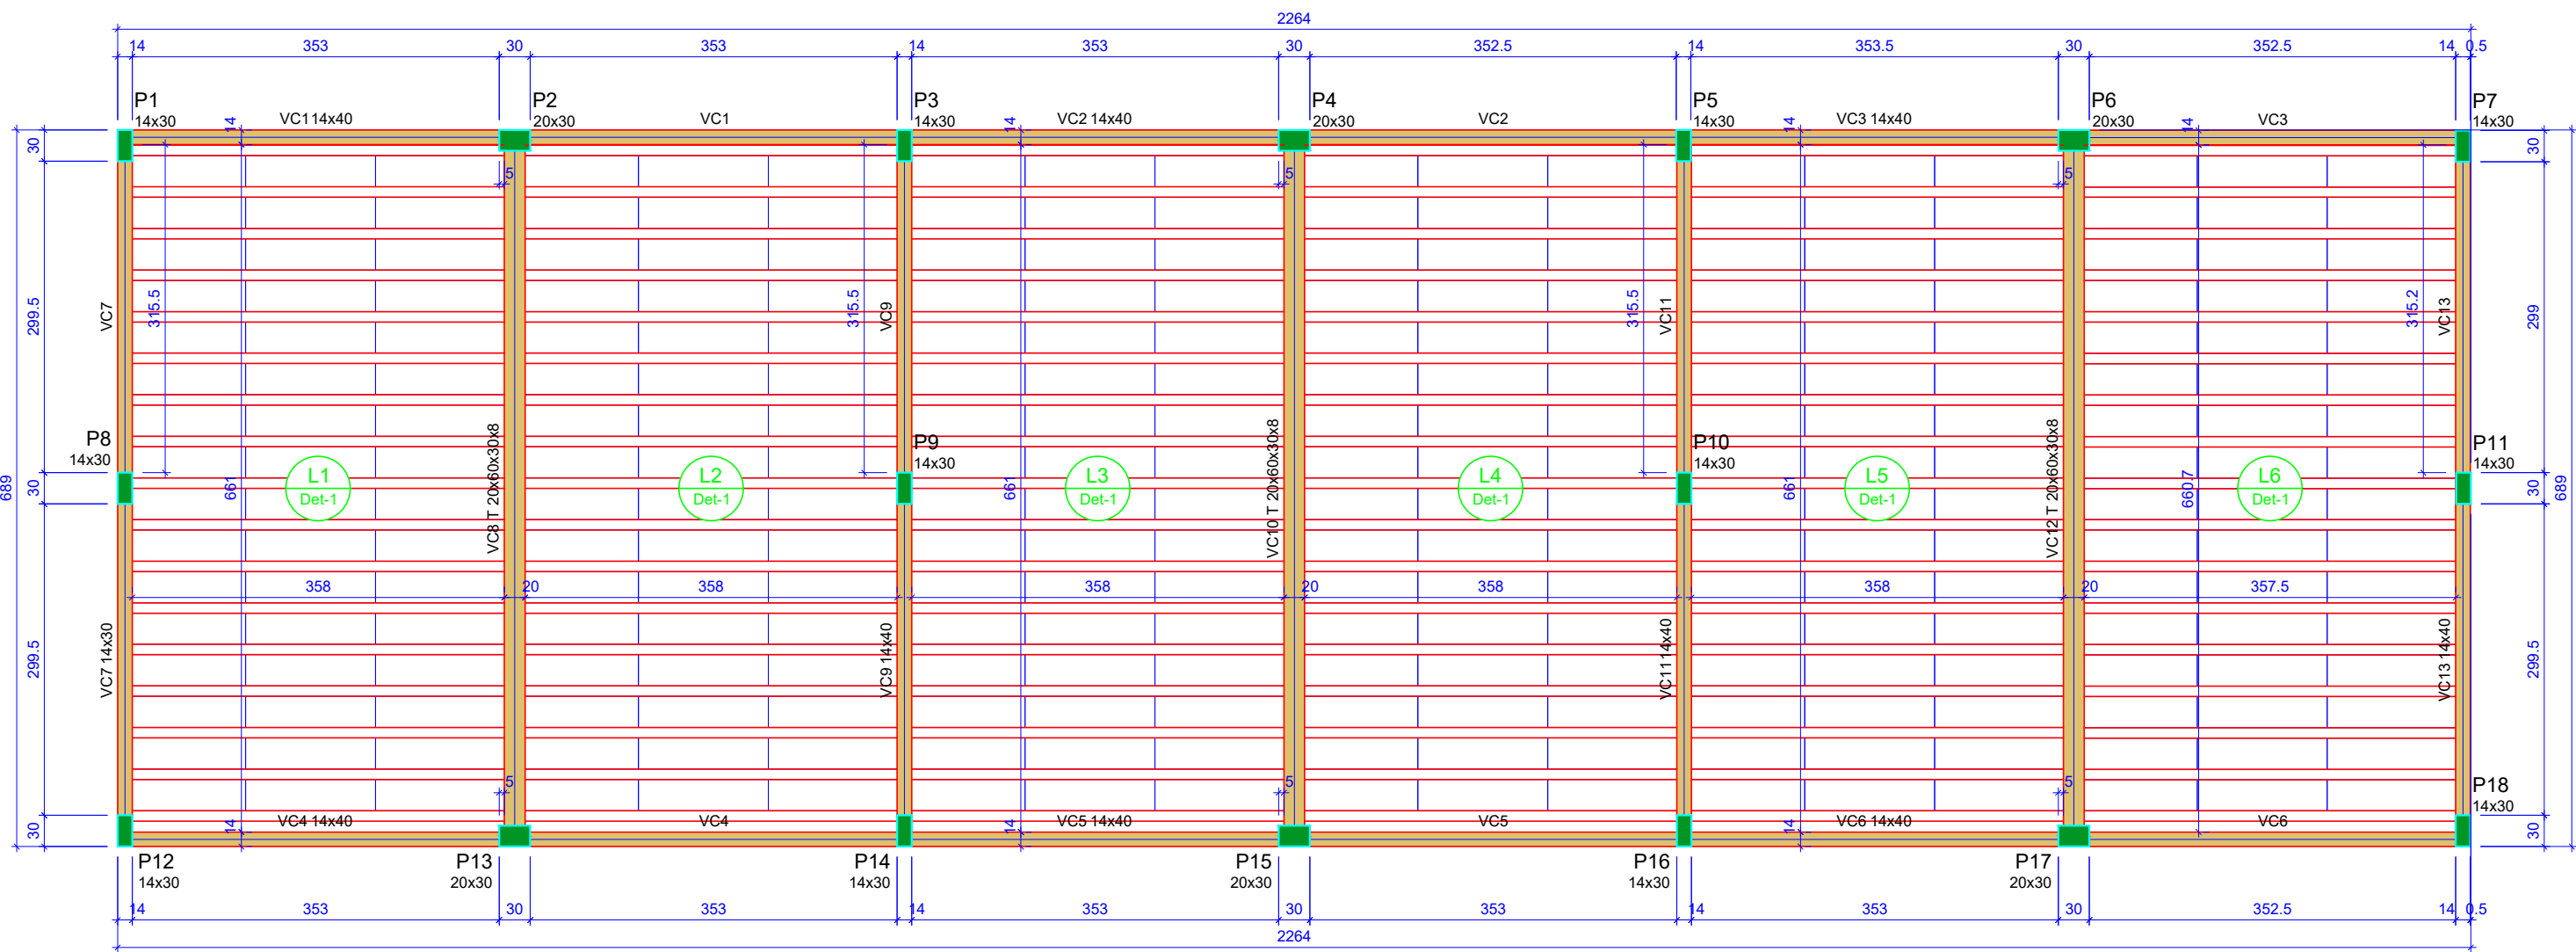 2264
14 353 30 353 14 353 30 352.5 14 353.5 30 352.5 14 0.5
P1
14x30
VC1 14x40
P2
20x30
VC1
P3
14x30
VC2 14x40
P4
20x30
VC2
P5
14x30
VC3 14x40
P6
20x30
VC3
P7
14x30
14
14
14
14
30
30
5
5
5
299.5
VC7
315.5
315.5
VC9
315.5
VC11
315.2
VC13
299
P8
14x30
VC8 T 20x60x30x8
P9
14x30
VC10 T 20x60x30x8
P10
14x30
VC12 T 20x60x30x8
P11
14x30
689
30
661
L1
Det-1
L2
Det-1
661
L3
Det-1
L4
Det-1
661
L5
Det-1
660.7
L6
Det-1
30
689
358 20 358 358 20 358 358 20 357.5
299.5
VC7 14x30
VC9 14x40
VC11 14x40
VC13 14x40
299.5
5
5
5
P18
14x30
30
14
VC4 14x40
VC4
14
VC5 14x40
VC5
14
VC6 14x40
VC6
30
P12
14x30
P13
20x30
P14
14x30
P15
20x30
P16
14x30
P17
20x30
14 353 30 353 14 353 30 353 14 353 30 352.5 14 0.5
2264